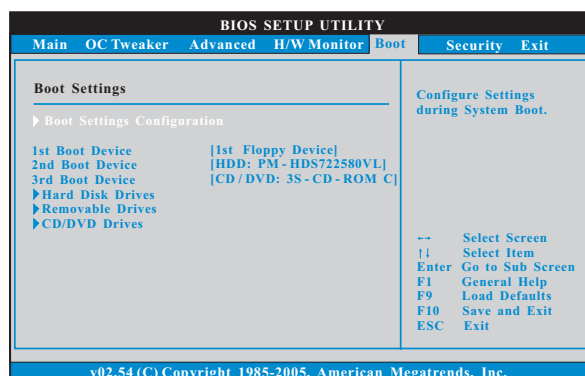 BIOS SETUP UTILITY
Main OC Tweaker Advanced H/W Monitor Boot Security Exit
Boot Settings
Boot Settings Configuration
1st Boot Device [1st Floppy Device]
2nd Boot Device [HDD: PM-HDS722580VL]
3rd Boot Device [CD/DVD: 3S-CD-ROM C]
Hard Disk Drives
Removable Drives
CD/DVD Drives
Configure Settings
during System Boot.
←→ Select Screen
↑↓ Select Item
Enter Go to Sub Screen
F1 General Help
F9 Load Defaults
F10 Save and Exit
ESC Exit
v02.54 (C) Copyright 1985-2005, American Megatrends, Inc.